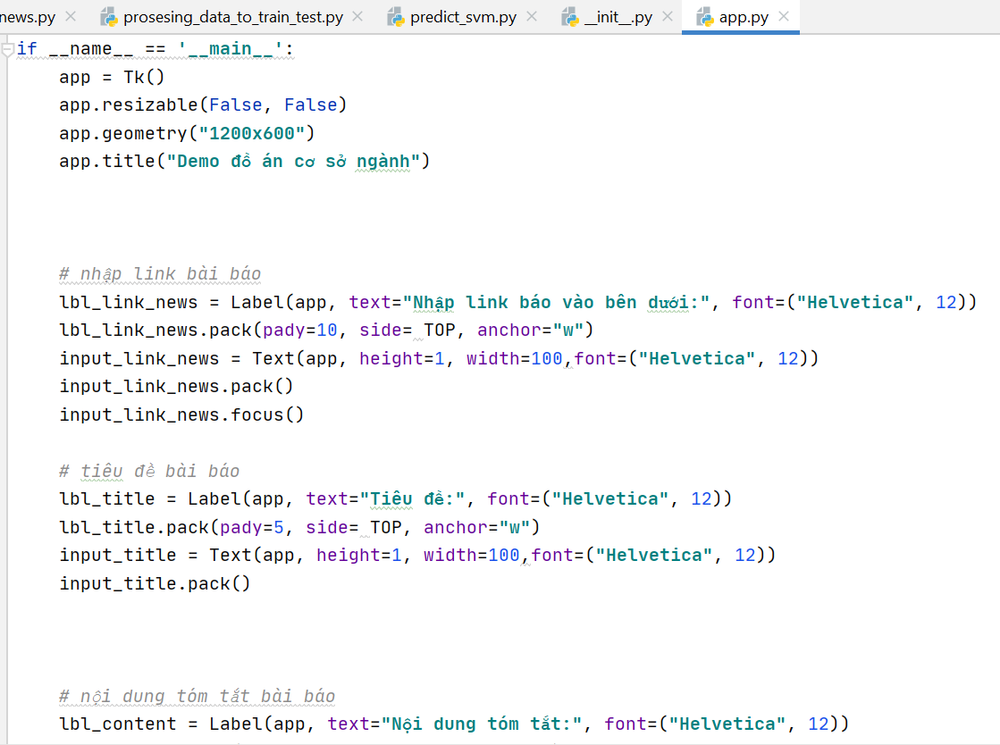 news.py prosesing_data_to_train_test.py predict_svm.py __init__.py app.py
if __name__ == '__main__':
    app = Tk()
    app.resizable(False, False)
    app.geometry("1200x600")
    app.title("Demo đồ án cơ sở ngành")
    # nhập link bài báo
    lbl_link_news = Label(app, text="Nhập link báo vào bên dưới:", font=("Helvetica", 12))
    lbl_link_news.pack(pady=10, side= TOP, anchor="w")
    input_link_news = Text(app, height=1, width=100,font=("Helvetica", 12))
    input_link_news.pack()
    input_link_news.focus()
    # tiêu đề bài báo
    lbl_title = Label(app, text="Tiêu đề:", font=("Helvetica", 12))
    lbl_title.pack(pady=5, side= TOP, anchor="w")
    input_title = Text(app, height=1, width=100,font=("Helvetica", 12))
    input_title.pack()
    # nội dung tóm tắt bài báo
    lbl_content = Label(app, text="Nội dung tóm tắt:", font=("Helvetica", 12))